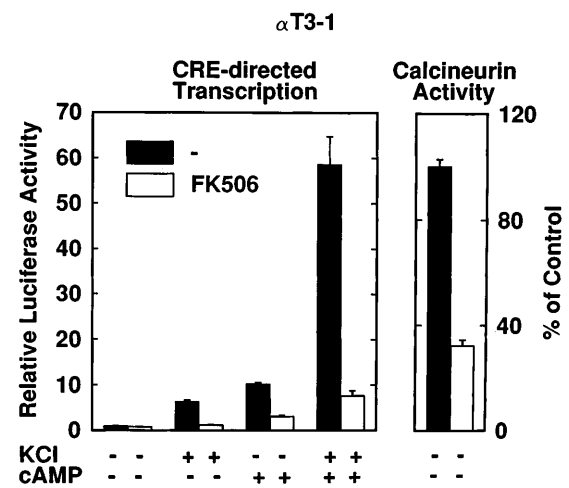 αT3-1
CRE-directed
Transcription
Calcineurin
Activity
Relative Luciferase Activity
70
60
50
40
30
20
10
0
-
FK506
120
80
40
0
% of Control
KCl - - + + - - + +
cAMP - - - - + + + + - -
- -